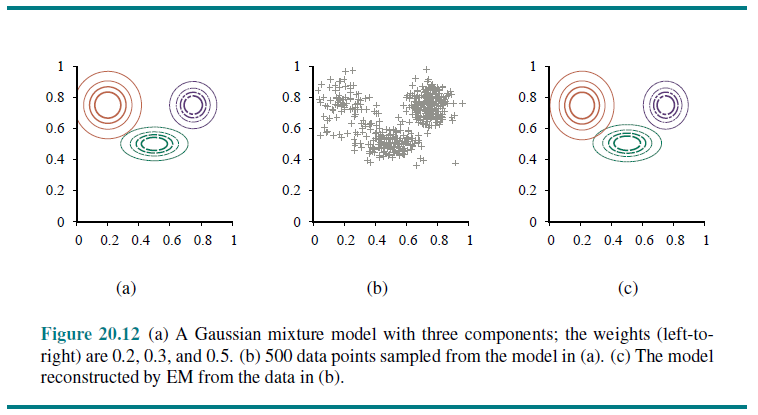 1 1 1
0.8 0.8 0.8
0.6 0.6 0.6
0.4 0.4 0.4
0.2 0.2 0.2
0 0 0
0 0.2 0.4 0.6 0.8 1 0 0.2 0.4 0.6 0.8 1 0 0.2 0.4 0.6 0.8 1
(a) (b) (c)
Figure 20.12 (a) A Gaussian mixture model with three components; the weights (left-to-
right) are 0.2, 0.3, and 0.5. (b) 500 data points sampled from the model in (a). (c) The model
reconstructed by EM from the data in (b).